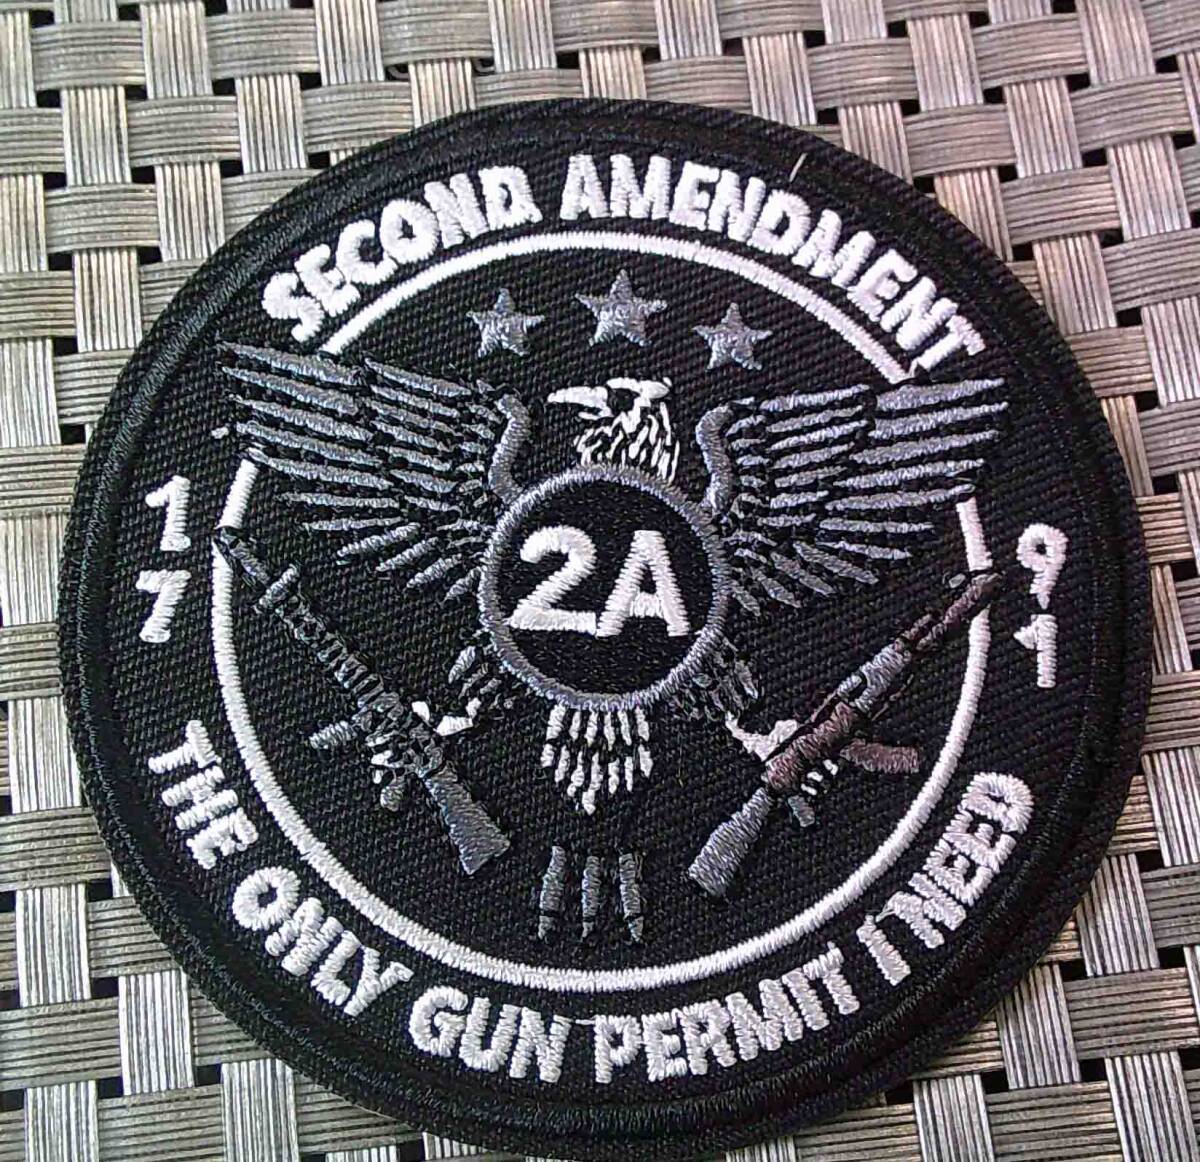 SECOND AMENDMENT
2A
17
91
THE ONLY GUN PERMIT I NEED